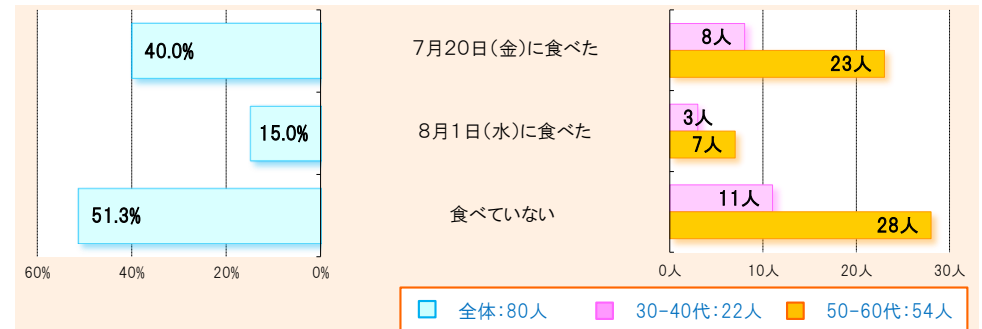 40.0% 7月20日(金)に食べた 8人
23人
15.0% 8月1日(水)に食べた 3人
7人
51.3% 食べていない 11人
28人
60% 40% 20% 0% 0人 10人 20人 30人
全体:80人 30-40代:22人 50-60代:54人